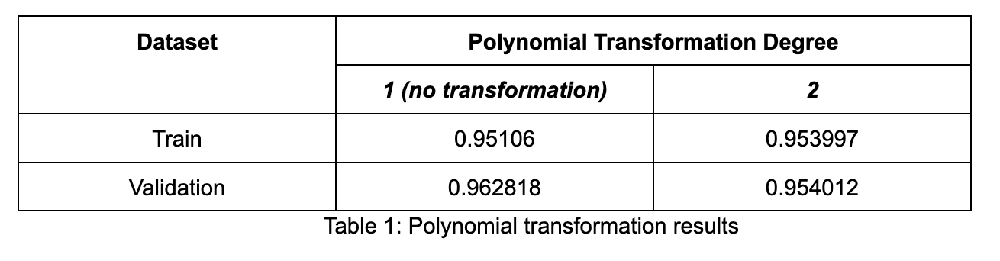 Dataset
Polynomial Transformation Degree
1 (no transformation)
2
Train
0.95106
0.953997
Validation
0.962818
0.954012
Table 1: Polynomial transformation results